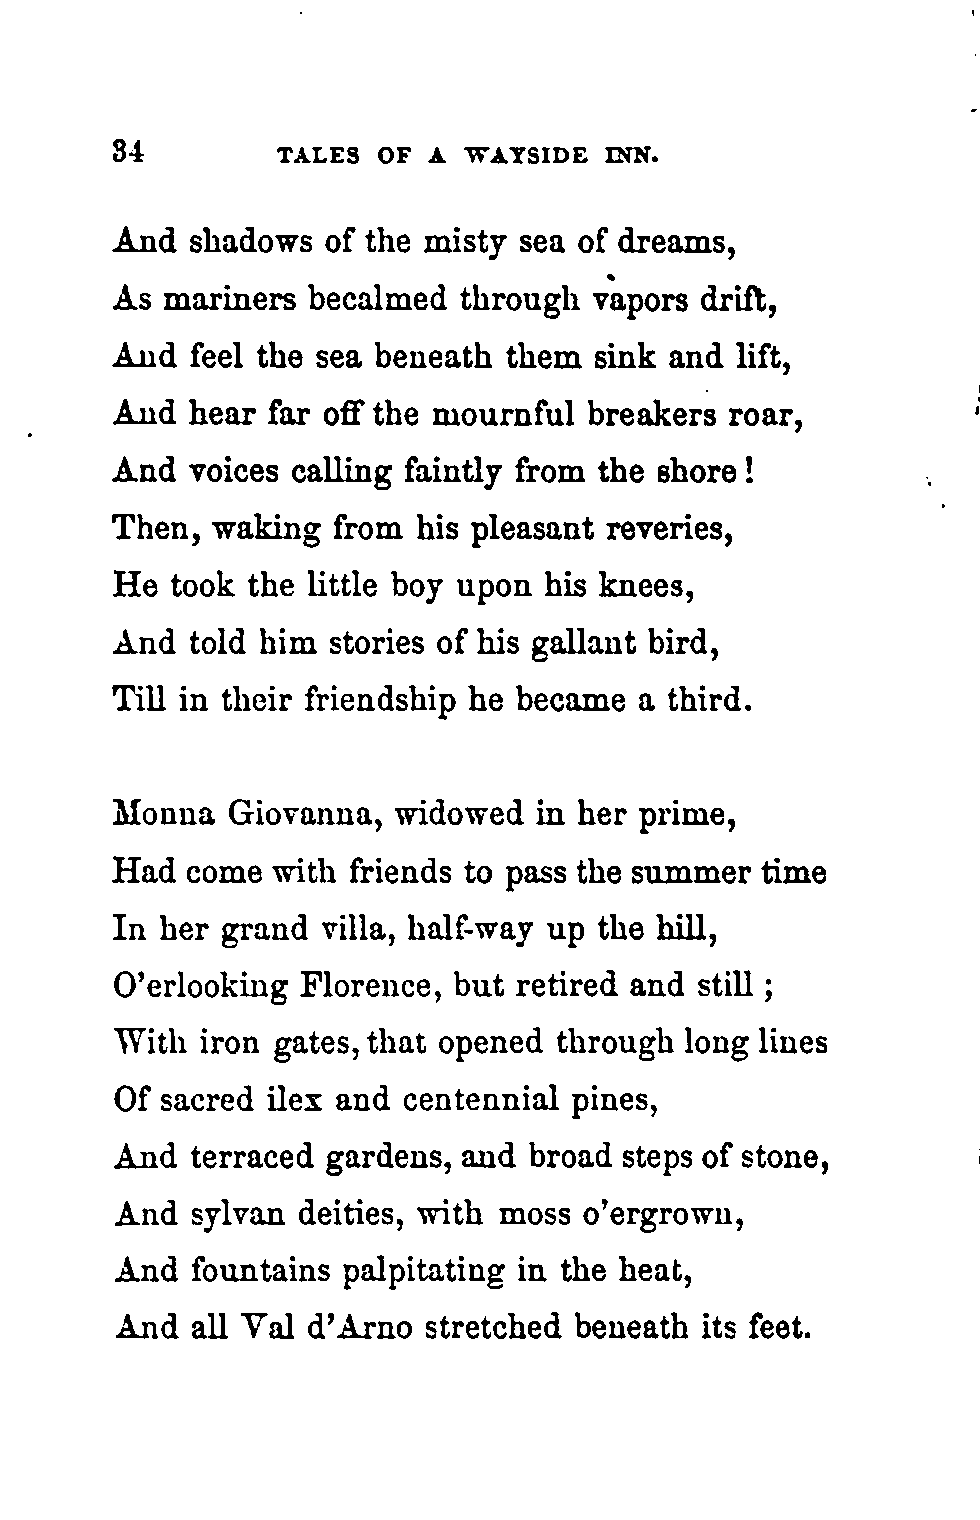 34 TALES OF A WAYSIDE INN.
And shadows of the misty sea of dreams,
As mariners becalmed through vapors drift,
And feel the sea beneath them sink and lift,
And hear far off the mournful breakers roar,
And voices calling faintly from the shore!
Then, waking from his pleasant reveries,
He took the little boy upon his knees,
And told him stories of his gallant bird,
Till in their friendship he became a third.
Monna Giovanna, widowed in her prime,
Had come with friends to pass the summer time
In her grand villa, half-way up the hill,
O'erlooking Florence, but retired and still;
With iron gates, that opened through long lines
Of sacred ilex and centennial pines,
And terraced gardens, and broad steps of stone,
And sylvan deities, with moss o'ergrown,
And fountains palpitating in the heat,
And all Val d'Arno stretched beneath its feet.